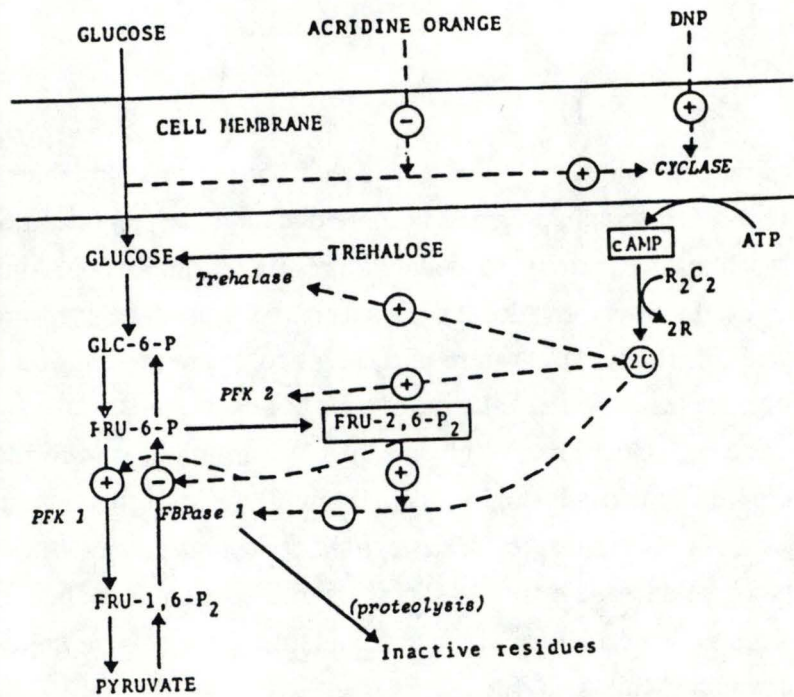 GLUCOSE
ACRIDINE ORANGE
DNP
+
−
CELL MEMBRANE
+
CYCLASE
GLUCOSE
TREHALOSE
cAMP
ATP
Trehalase
R₂C₂
+
2R
GLC-6-P
2C
PFK 2
+
FRU-6-P
FRU-2,6-P₂
+
−
+
PFK 1
FBPase 1
−
FRU-1,6-P₂
(proteolysis)
Inactive residues
PYRUVATE